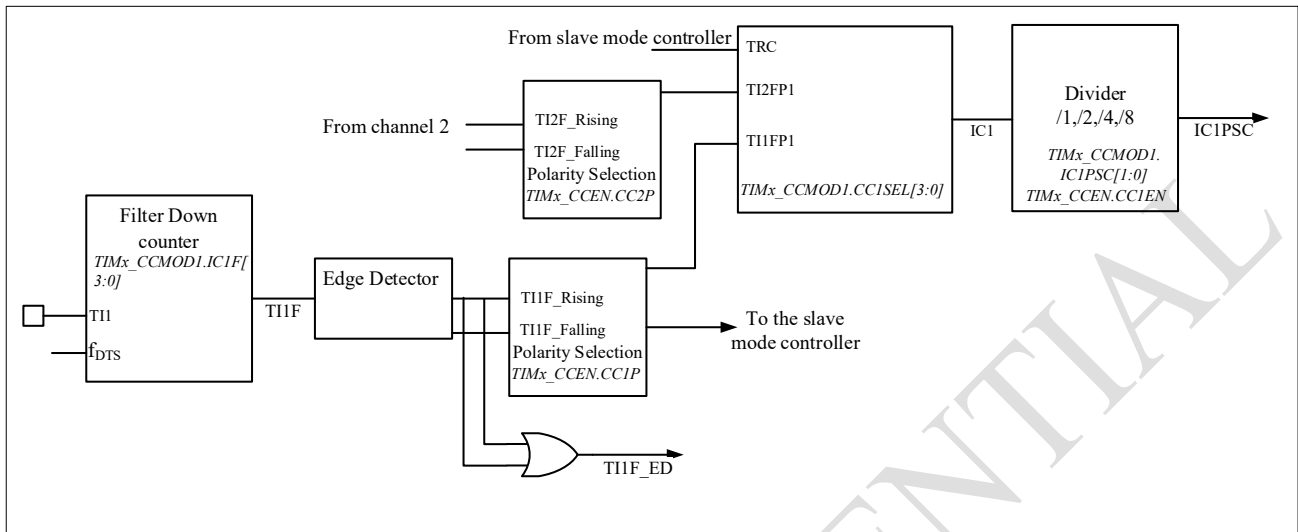 From slave mode controller
TRC
TI2FP1
TI1FP1
TIMx_CCMOD1.CC1SEL[3:0]
IC1
Divider
/1,/2,/4,/8
TIMx_CCMOD1.
IC1PSC[1:0]
TIMx_CCEN.CC1EN
IC1PSC
From channel 2
TI2F_Rising
TI2F_Falling
Polarity Selection
TIMx_CCEN.CC2P
Filter Down
counter
TIMx_CCMOD1.IC1F[
3:0]
TI1
fDTS
TI1F
Edge Detector
TI1F_Rising
TI1F_Falling
Polarity Selection
TIMx_CCEN.CC1P
To the slave
mode controller
TI1F_ED
ENTIAL